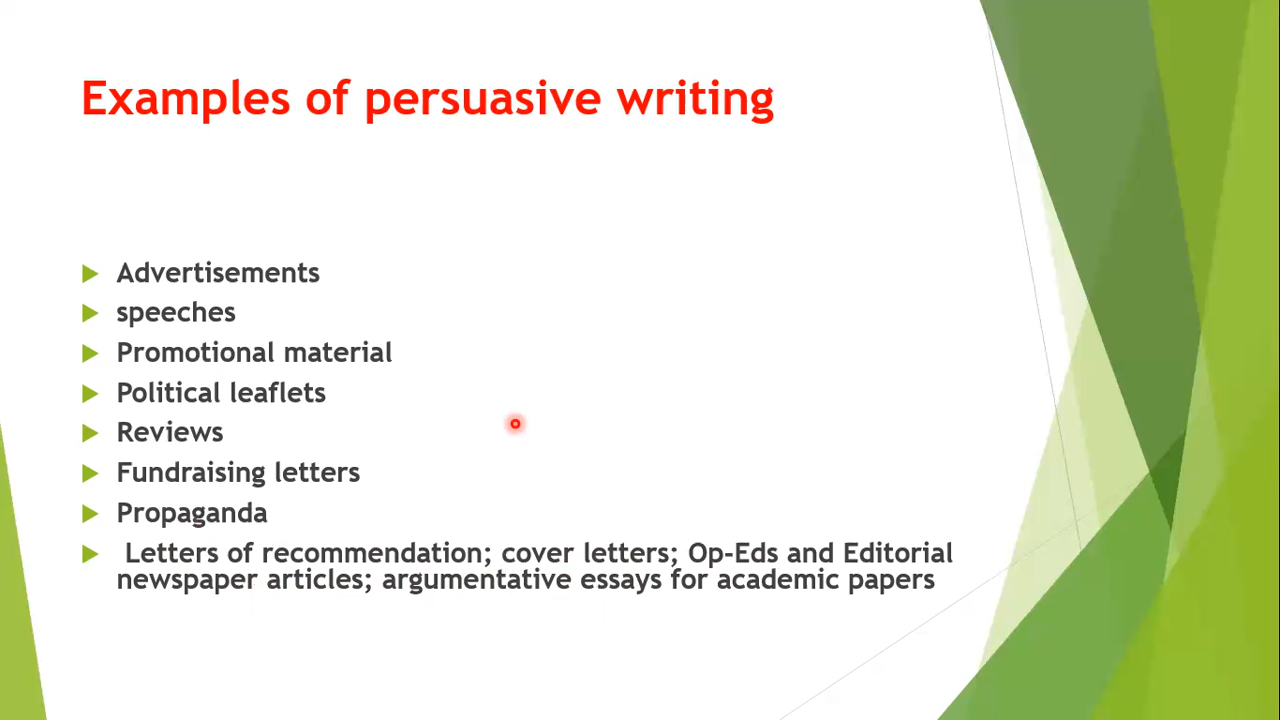 Examples of persuasive writing
Advertisements
speeches
Promotional material
Political leaflets
Reviews
Fundraising letters
Propaganda
Letters of recommendation; cover letters; Op-Eds and Editorial
newspaper articles; argumentative essays for academic papers